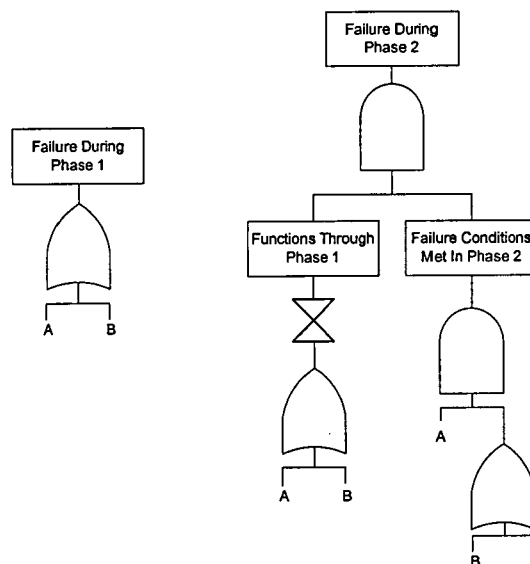 Failure During
Phase 2
Failure During
Phase 1
Functions Through
Phase 1
Failure Conditions
Met In Phase 2
A B
A
A B
B